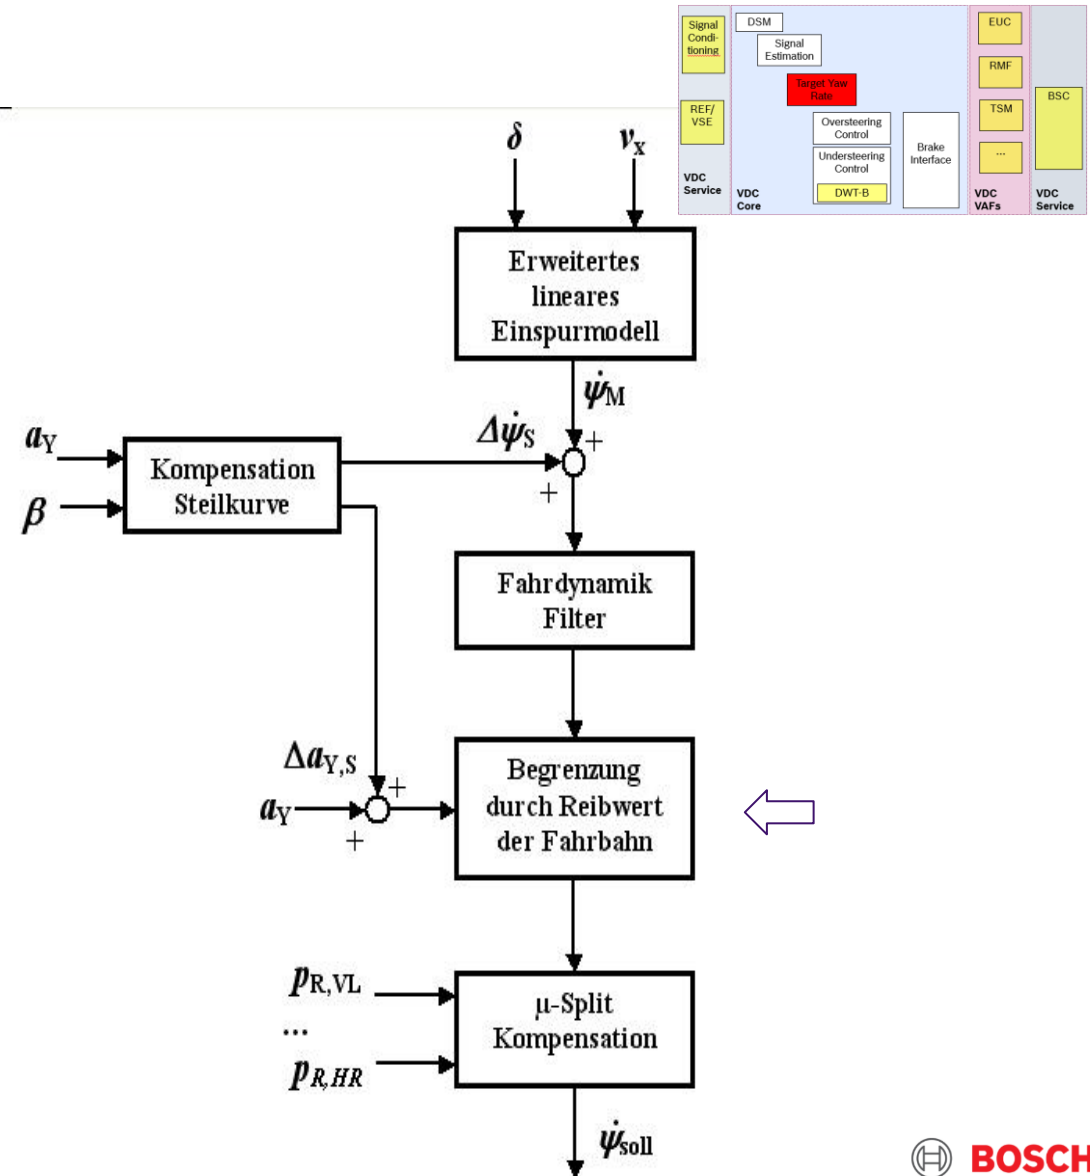 Signal
Condi-
tioning
REF/
VSE
VDC
Service
DSM
Signal
Estimation
Target Yaw
Rate
Oversteering
Control
Understeering
Control
DWT-B
Brake
Interface
VDC
Core
EUC
RMF
TSM
...
VDC
VAFs
BSC
VDC
Service
δ
vx
Erweitertes
lineares
Einspurmodell
ψ̇M
Δψ̇S
+
+
aY
β
Kompensation
Steilkurve
Fahrdynamik
Filter
ΔaY,S
aY
+
+
Begrenzung
durch Reibwert
der Fahrbahn
pR,VL
...
pR,HR
µ-Split
Kompensation
ψ̇soll
BOSCH